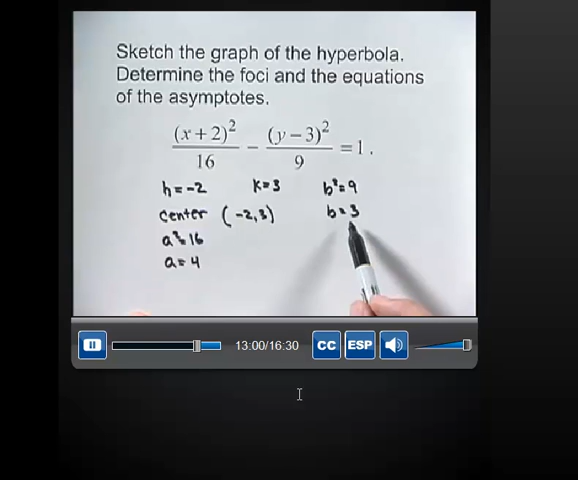 Sketch the graph of the hyperbola.
Determine the foci and the equations
of the asymptotes.
(x + 2)² / 16 − (y − 3)² / 9 = 1.
h = -2 K = 3 b² = 9
center (-2, 3) b = 3
a² = 16
a = 4
13:00/16:30 CC ESP